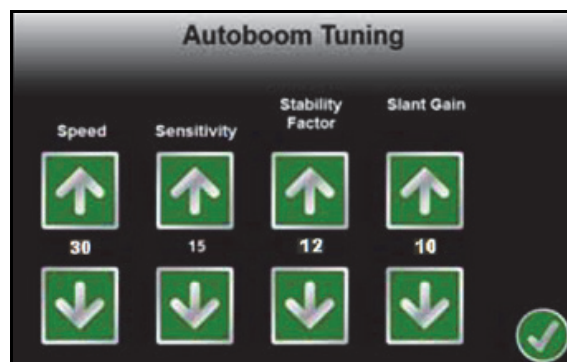 Autoboom Tuning
Speed
Sensitivity
Stability
Factor
Slant Gain
30
15
12
10